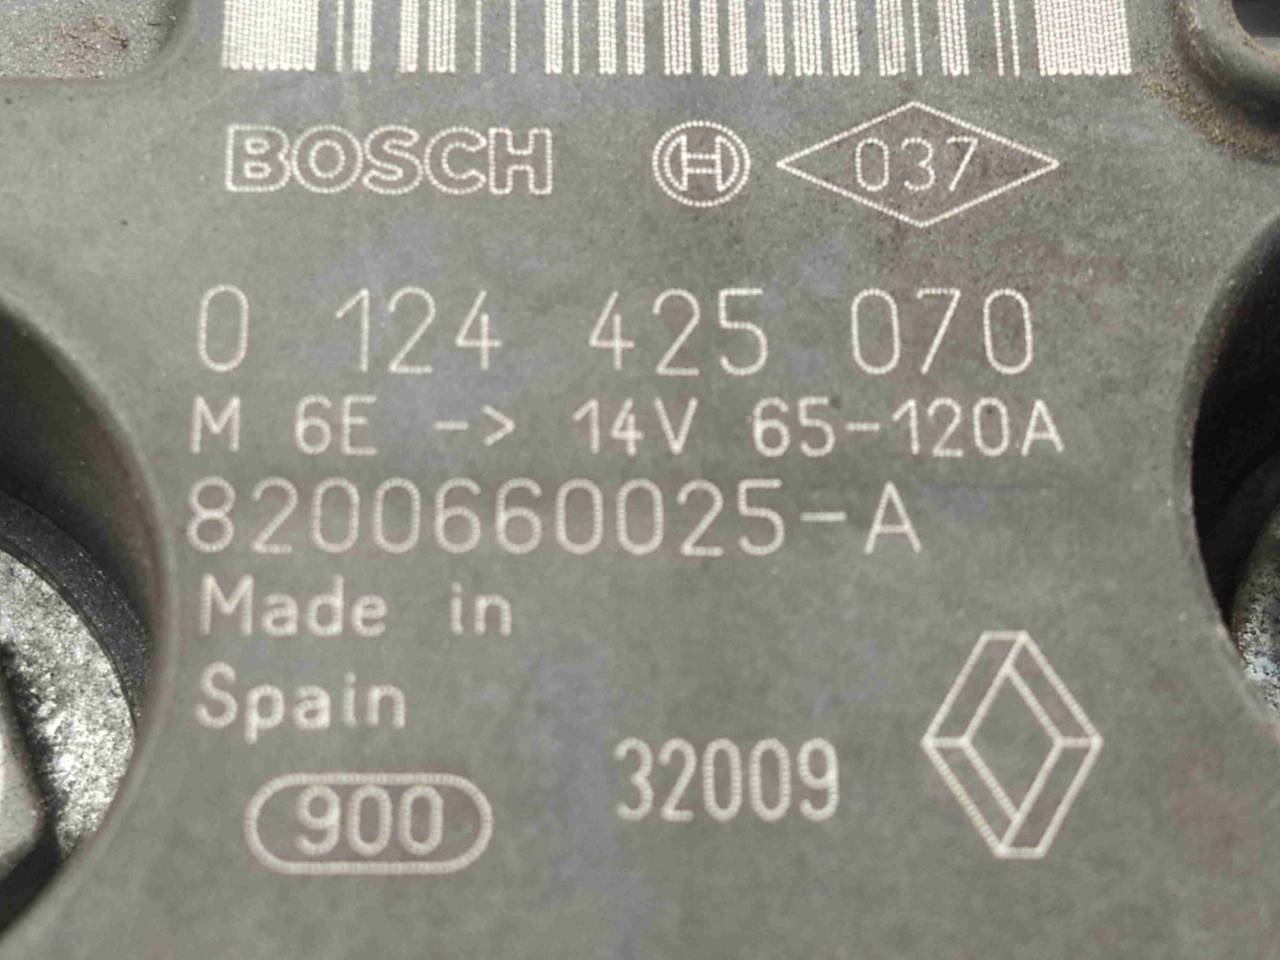 BOSCH H 037
0 124 425 070
M 6E -> 14V 65-120A
8200660025-A
Made in
Spain
32009
900